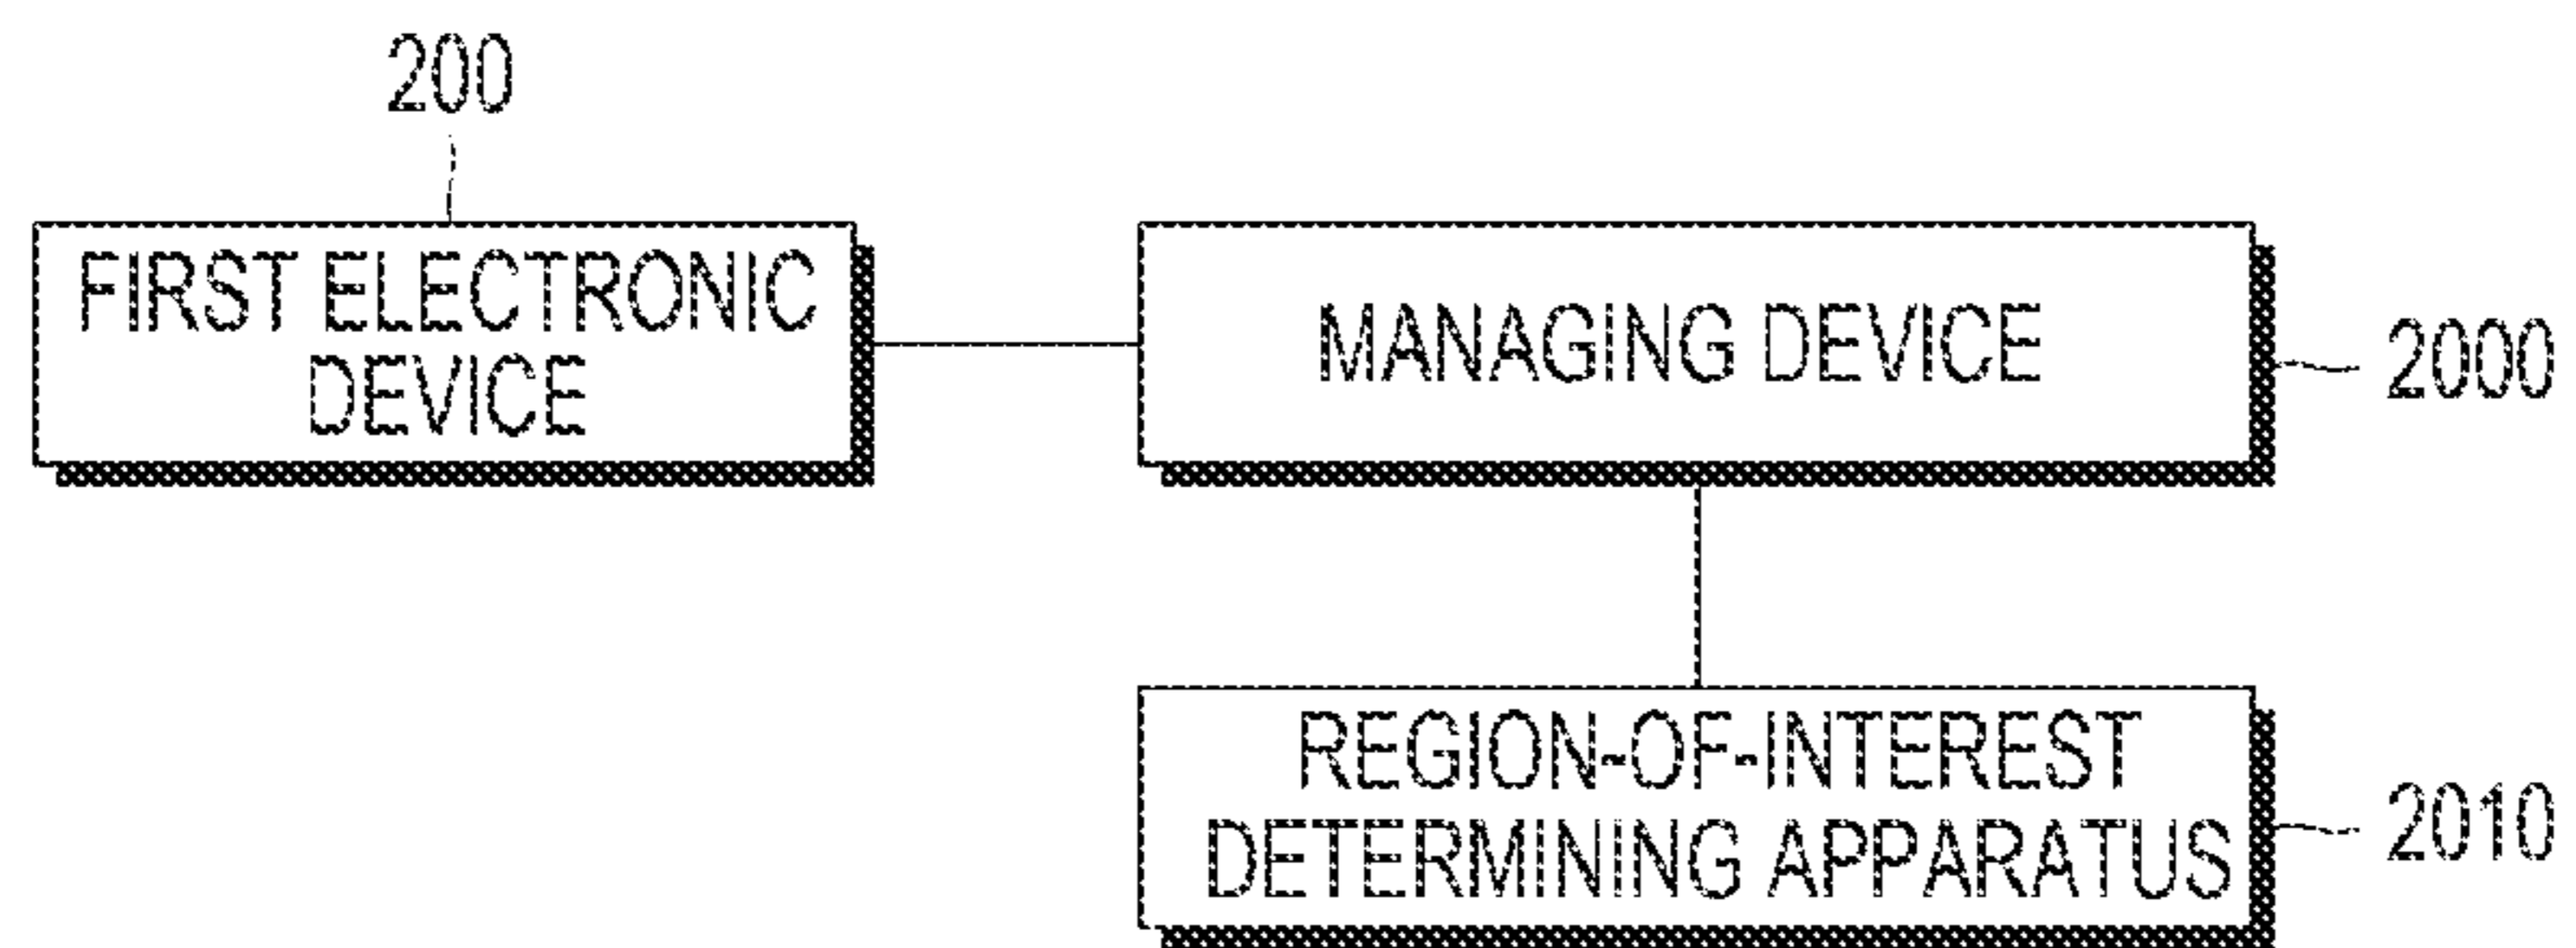 200
FIRST ELECTRONIC
DEVICE
MANAGING DEVICE
2000
REGION-OF-INTEREST
DETERMINING APPARATUS
2010